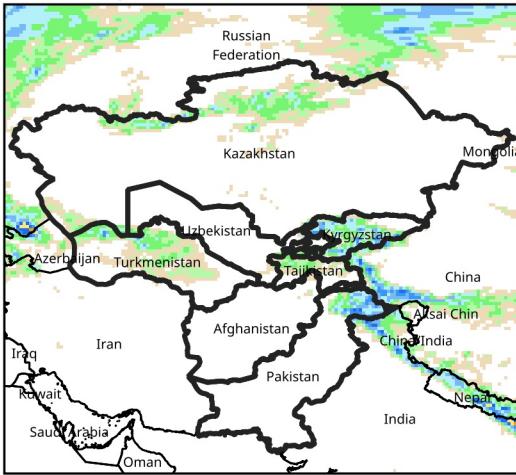 Russian
Federation
Kazakhstan
Mongolia
Uzbekistan
Kyrgyzstan
Azerbaijan
Turkmenistan
Tajikistan
China
Aksai Chin
Afghanistan
China/India
Iran
Iraq
Pakistan
Kuwait
Nepal
India
Saudi Arabia
Oman